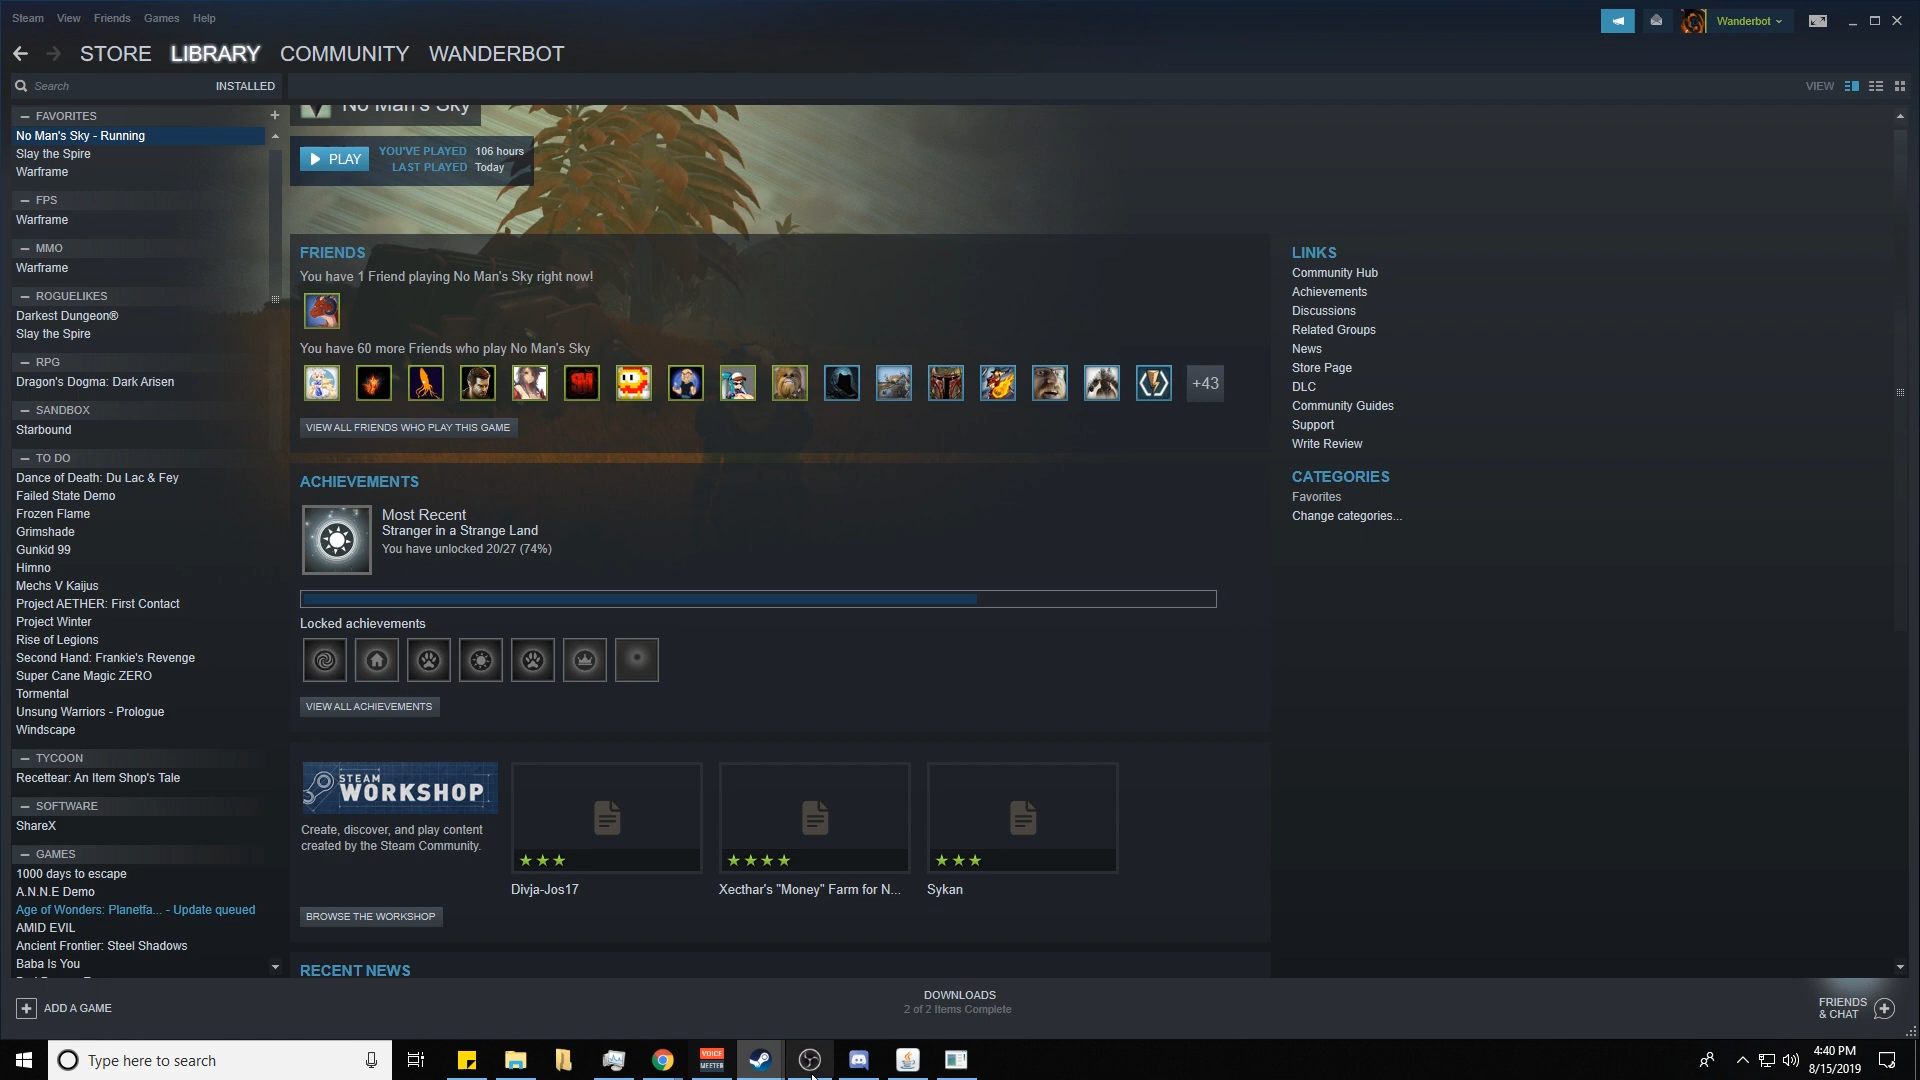 Steam View Friends Games Help
Wanderbot
STORE LIBRARY COMMUNITY WANDERBOT
Search INSTALLED
VIEW
— FAVORITES +
No Man's Sky - Running
Slay the Spire
Warframe
— FPS
Warframe
— MMO
Warframe
— ROGUELIKES
Darkest Dungeon®
Slay the Spire
— RPG
Dragon's Dogma: Dark Arisen
— SANDBOX
Starbound
— TO DO
Dance of Death: Du Lac & Fey
Failed State Demo
Frozen Flame
Grimshade
Gunkid 99
Himno
Mechs V Kaijus
Project AETHER: First Contact
Project Winter
Rise of Legions
Second Hand: Frankie's Revenge
Super Cane Magic ZERO
Tormental
Unsung Warriors - Prologue
Windscape
— TYCOON
Recettear: An Item Shop's Tale
— SOFTWARE
ShareX
— GAMES
1000 days to escape
A.N.N.E Demo
Age of Wonders: Planetfa... - Update queued
AMID EVIL
Ancient Frontier: Steel Shadows
Baba Is You
No Man's Sky
PLAY
YOU'VE PLAYED 106 hours
LAST PLAYED Today
FRIENDS
You have 1 Friend playing No Man's Sky right now!
You have 60 more Friends who play No Man's Sky
+43
VIEW ALL FRIENDS WHO PLAY THIS GAME
ACHIEVEMENTS
Most Recent
Stranger in a Strange Land
You have unlocked 20/27 (74%)
Locked achievements
VIEW ALL ACHIEVEMENTS
STEAM
WORKSHOP
Create, discover, and play content
created by the Steam Community.
BROWSE THE WORKSHOP
Divja-Jos17
Xecthar's "Money" Farm for N...
Sykan
RECENT NEWS
LINKS
Community Hub
Achievements
Discussions
Related Groups
News
Store Page
DLC
Community Guides
Support
Write Review
CATEGORIES
Favorites
Change categories...
ADD A GAME
DOWNLOADS
2 of 2 Items Complete
FRIENDS
& CHAT
Type here to search
VOICE
MEETER
4:40 PM
8/15/2019